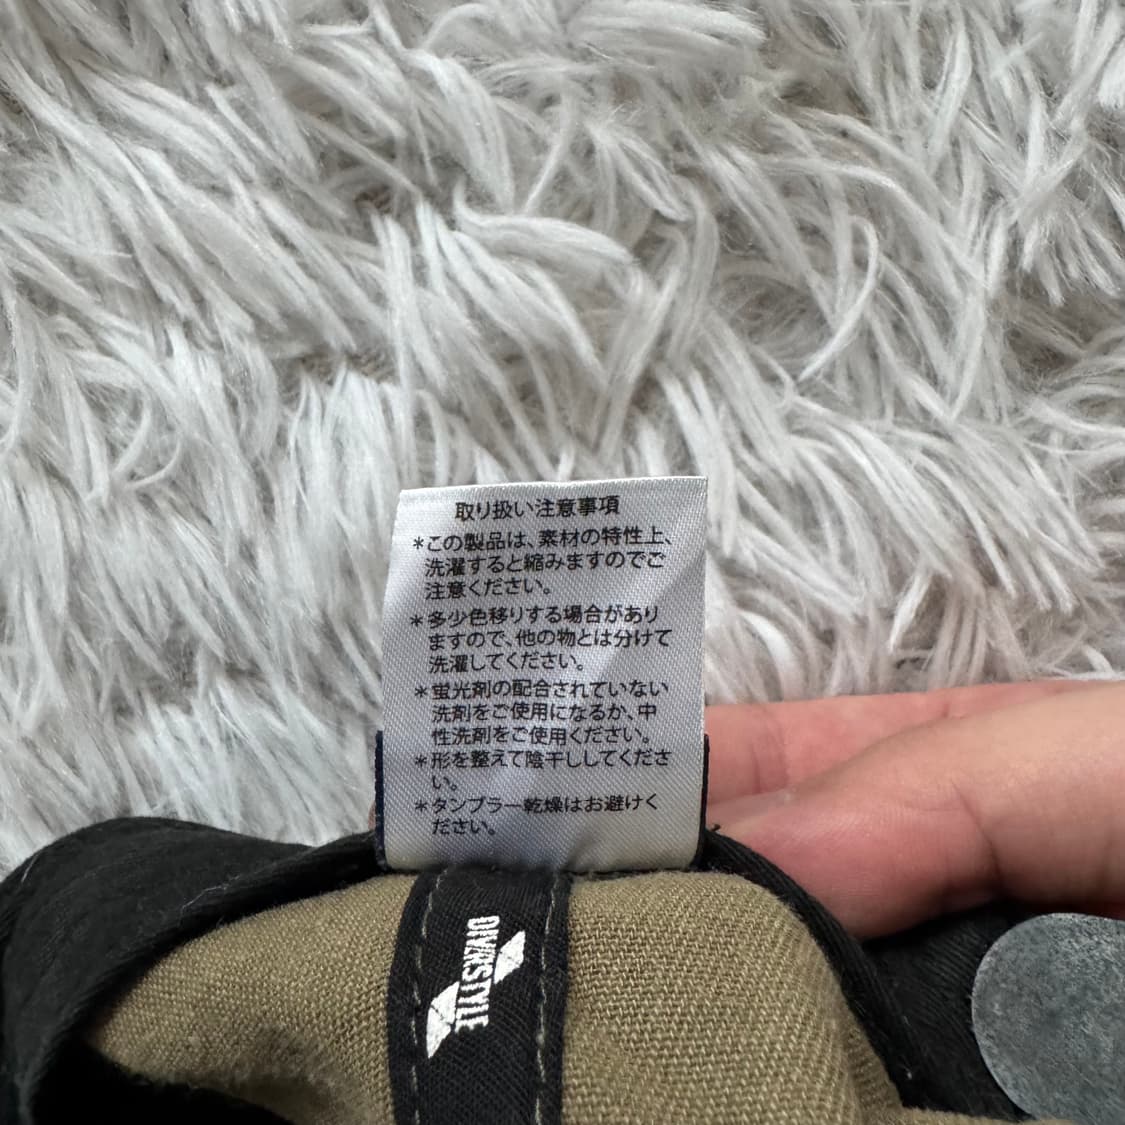 取り扱い注意事項
*この製品は、素材の特性上、
洗濯すると縮みますのでご
注意ください。
*多少色移りする場合があり
ますので、他の物とは分けて
洗濯してください。
*蛍光剤の配合されていない
洗剤をご使用になるか、中
性洗剤をご使用ください。
*形を整えて陰干ししてくださ
い。
*タンブラー乾燥はお避けく
ださい。
DIVERSTYLE